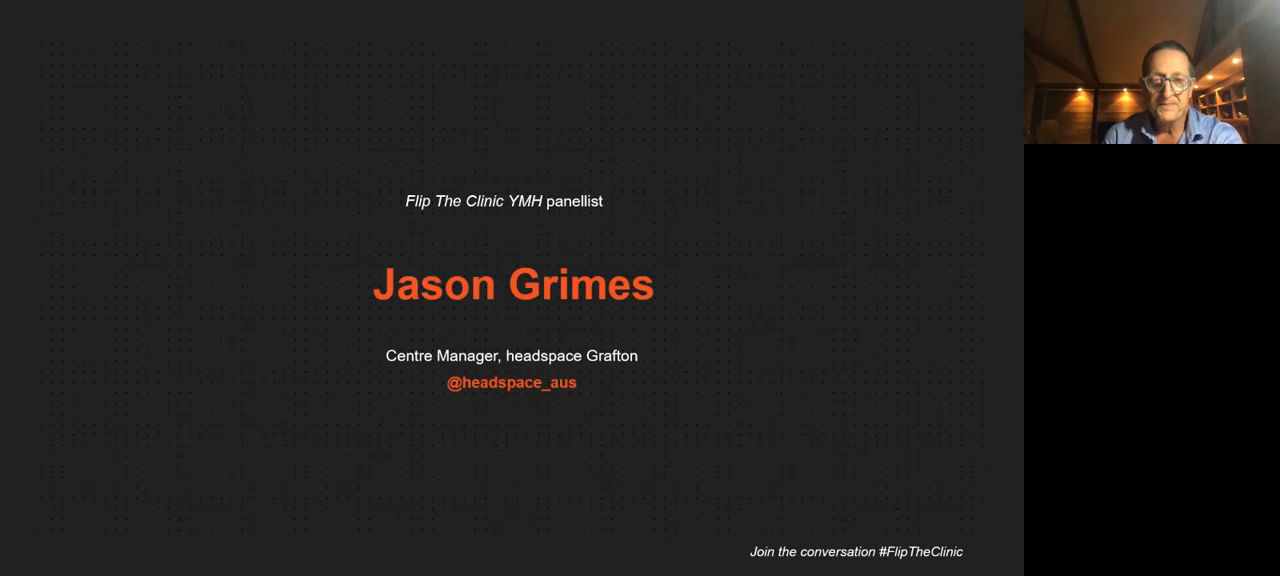 Flip The Clinic YMH panellist
Jason Grimes
Centre Manager, headspace Grafton
@headspace_aus
Join the conversation #FlipTheClinic